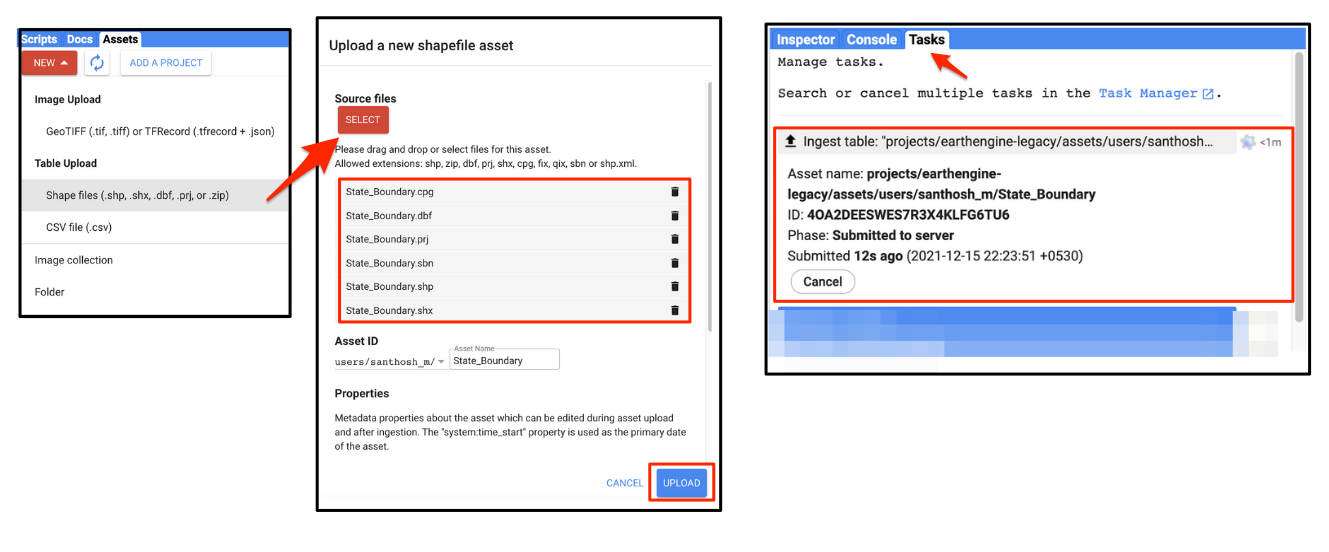 Scripts Docs Assets
NEW ADD A PROJECT
Image Upload
GeoTIFF (.tif, .tiff) or TFRecord (.tfrecord + .json)
Table Upload
Shape files (.shp, .shx, .dbf, .prj, or .zip)
CSV file (.csv)
Image collection
Folder
Upload a new shapefile asset
Source files
SELECT
Please drag and drop or select files for this asset.
Allowed extensions: shp, zip, dbf, prj, shx, cpg, fix, qix, sbn or shp.xml.
State_Boundary.cpg
State_Boundary.dbf
State_Boundary.prj
State_Boundary.sbn
State_Boundary.shp
State_Boundary.shx
Asset ID
Asset Name
users/santhosh_m/ State_Boundary
Properties
Metadata properties about the asset which can be edited during asset upload
and after ingestion. The "system:time_start" property is used as the primary date
of the asset.
CANCEL UPLOAD
Inspector Console Tasks
Manage tasks.
Search or cancel multiple tasks in the Task Manager.
Ingest table: "projects/earthengine-legacy/assets/users/santhosh... <1m
Asset name: projects/earthengine-
legacy/assets/users/santhosh_m/State_Boundary
ID: 4OA2DEESWES7R3X4KLFG6TU6
Phase: Submitted to server
Submitted 12s ago (2021-12-15 22:23:51 +0530)
Cancel